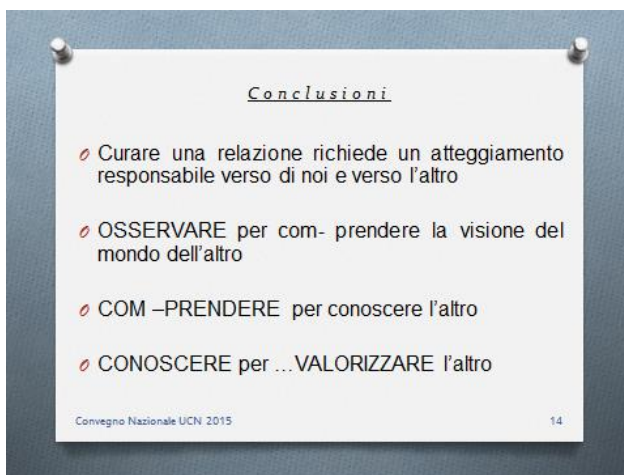 Conclusioni
Curare una relazione richiede un atteggiamento
responsabile verso di noi e verso l'altro
OSSERVARE per com- prendere la visione del
mondo dell'altro
COM –PRENDERE per conoscere l'altro
CONOSCERE per ...VALORIZZARE l'altro
Convegno Nazionale UCN 2015 14